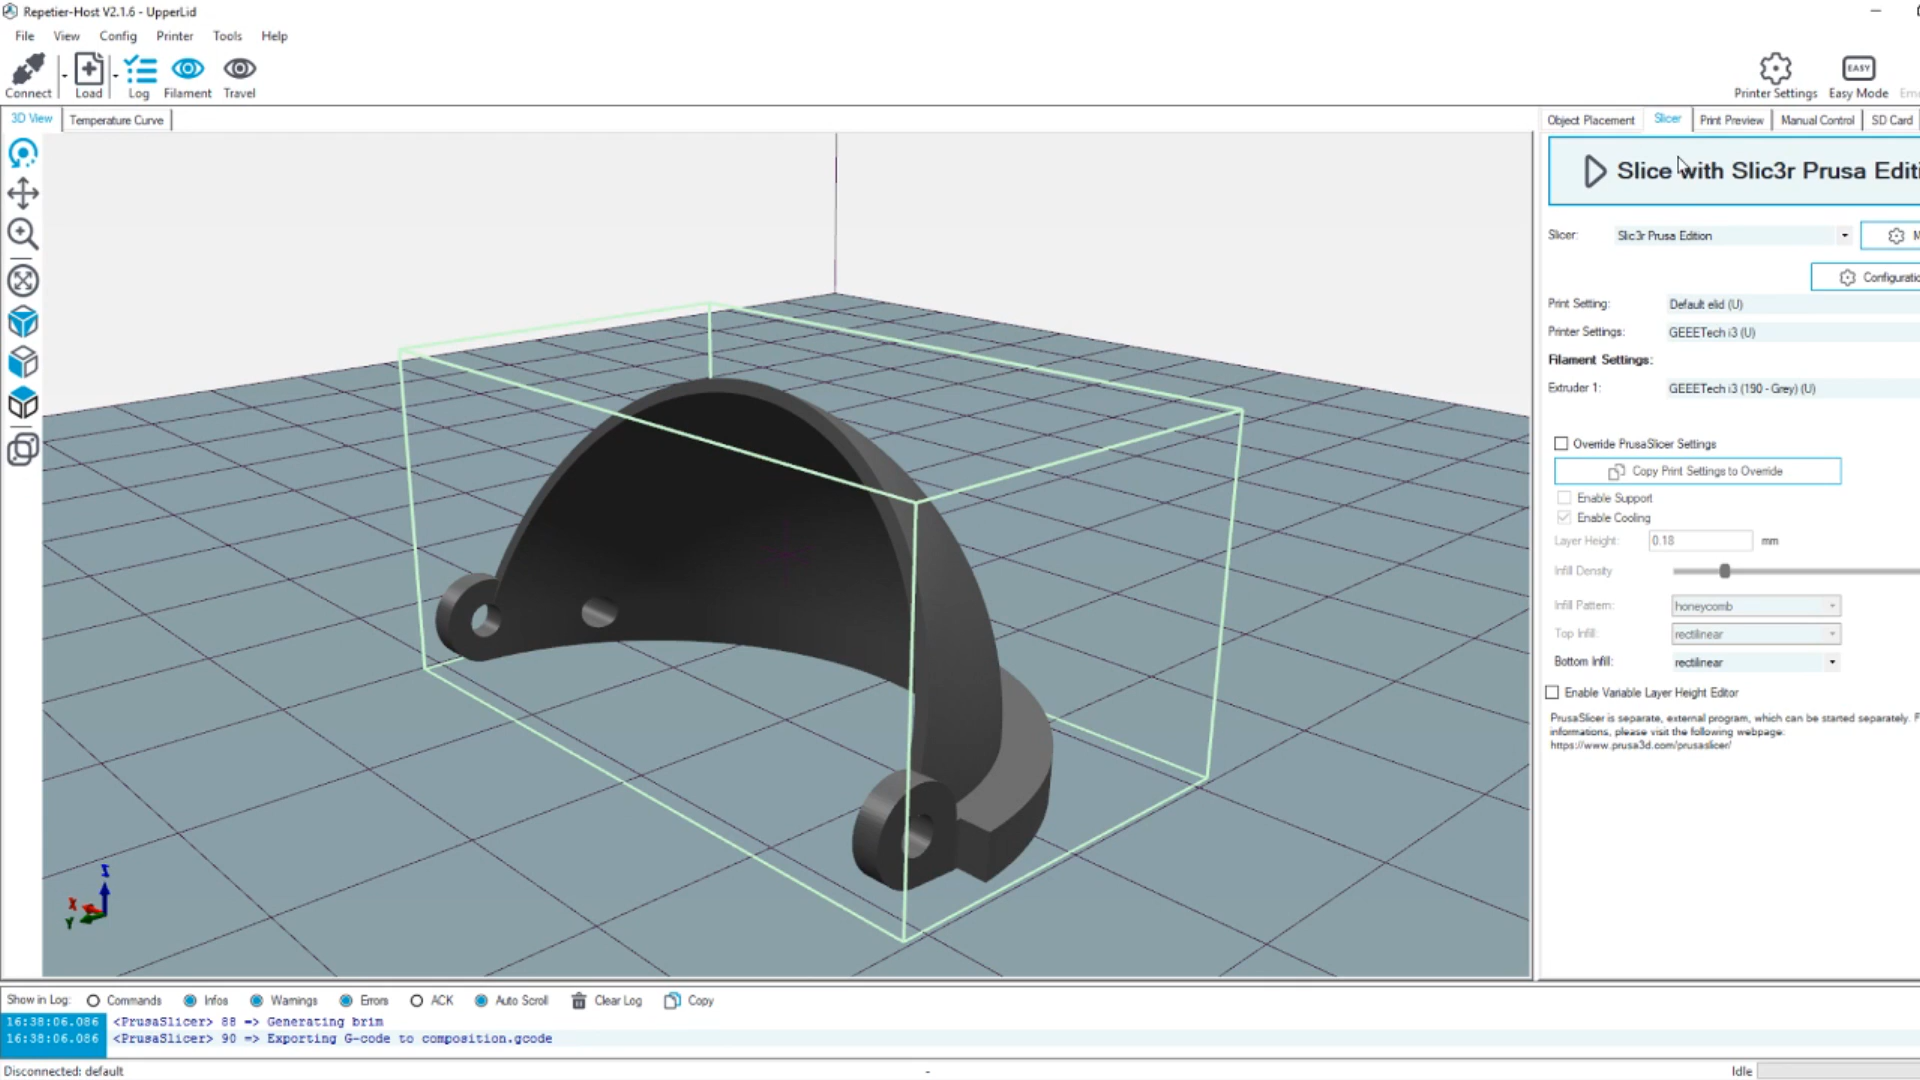 Repetier-Host V2.1.6 - UpperLid
File View Config Printer Tools Help
Connect Load Log Filament Travel
EASY
Printer Settings Easy Mode Eme
3D View Temperature Curve
Object Placement Slicer Print Preview Manual Control SD Card
Slice with Slic3r Prusa Editi
Slicer: Slic3r Prusa Edition M
Configuratio
Print Setting: Default elid (U)
Printer Settings: GEEETech i3 (U)
Filament Settings:
Extruder 1: GEEETech i3 (190 - Grey) (U)
Override PrusaSlicer Settings
Copy Print Settings to Override
Enable Support
Enable Cooling
Layer Height: 0.18 mm
Infill Density
Infill Pattern: honeycomb
Top Infill: rectilinear
Bottom Infill: rectilinear
Enable Variable Layer Height Editor
PrusaSlicer is separate, external program, which can be started separately. F
informations, please visit the following webpage:
https://www.prusa3d.com/prusaslicer/
Z
X
Y
Show in Log: Commands Infos Warnings Errors ACK Auto Scroll Clear Log Copy
16:38:06.086 <PrusaSlicer> 88 => Generating brim
16:38:06.086 <PrusaSlicer> 90 => Exporting G-code to composition.gcode
Disconnected: default - Idle